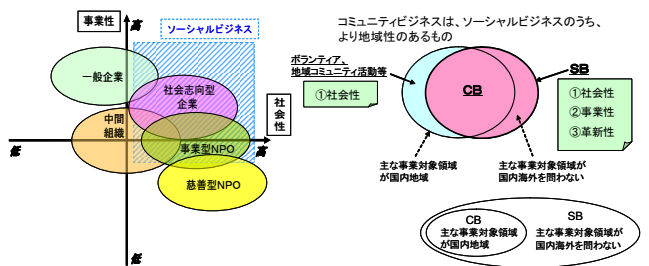 事業性
高
ソーシャルビジネス
一般企業
社会志向型
企業
社会性
中間
組織
事業型NPO
低
高
慈善型NPO
低
コミュニティビジネスは、ソーシャルビジネスのうち、
より地域性のあるもの
ボランティア、
地域コミュニティ活動等
SB
①社会性
CB
①社会性
②事業性
③革新性
主な事業対象領域
が国内地域
主な事業対象領域が
国内海外を問わない
CB
主な事業対象領域
が国内地域
SB
主な事業対象領域が
国内海外を問わない